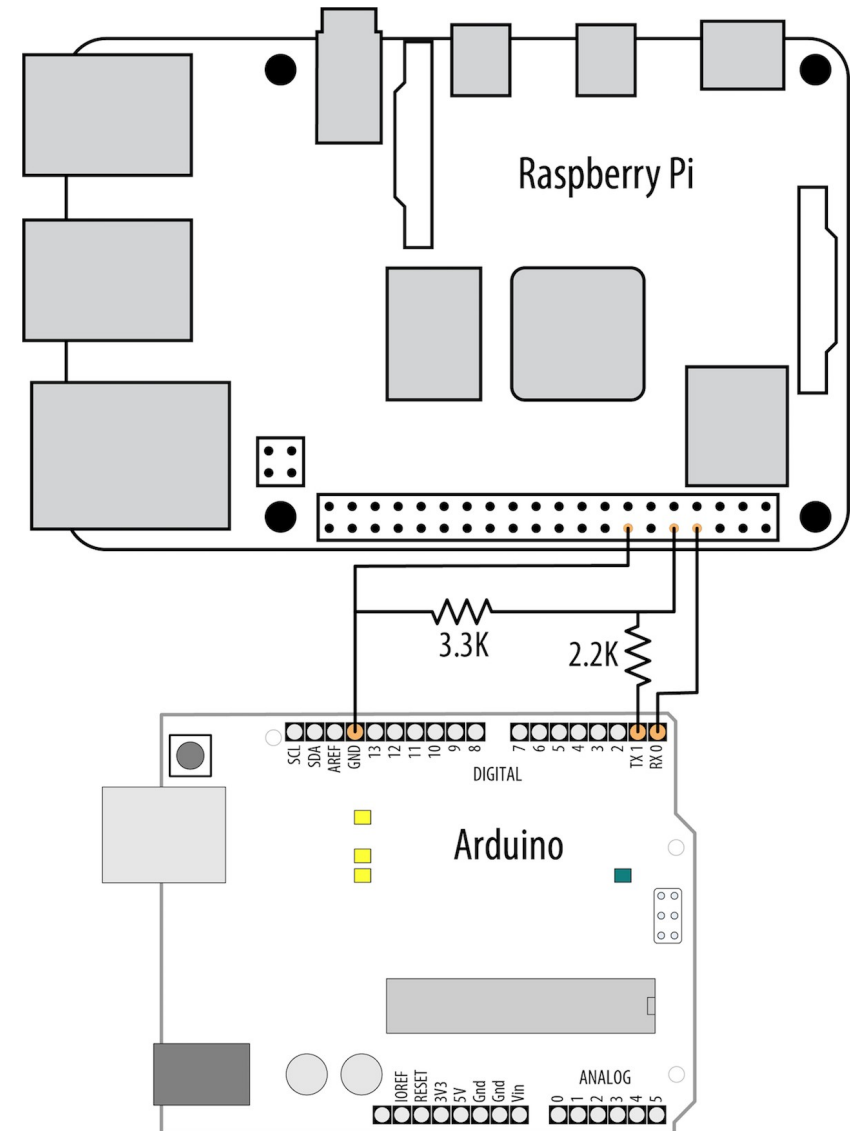 Raspberry Pi
3.3K
2.2K
SCL
SDA
AREF
GND
13
12
11
10
9
8
7
6
5
4
3
2
TX 1
RX 0
DIGITAL
Arduino
IOREF
RESET
3V3
5V
Gnd
Gnd
Vin
ANALOG
0
1
2
3
4
5